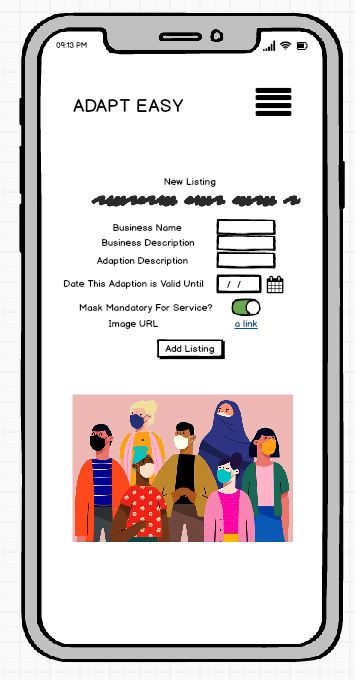 09:13 PM
ADAPT EASY
New Listing
Business Name
Business Description
Adaption Description
Date This Adaption is Valid Until / /
Mask Mandatory For Service?
Image URL a link
Add Listing